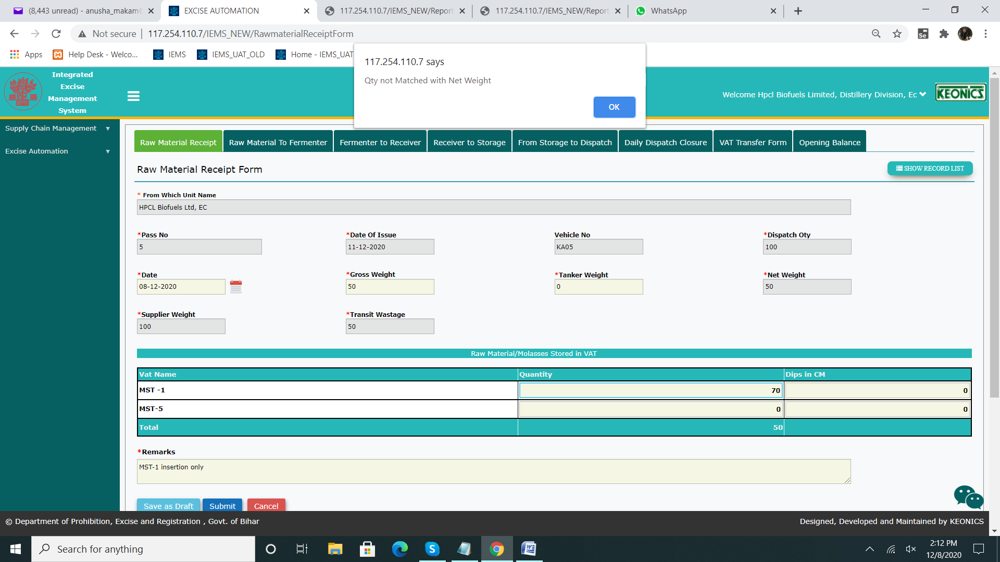 (8,443 unread) - anusha_makam@
EXCISE AUTOMATION
117.254.110.7/IEMS_NEW/Report
117.254.110.7/IEMS_NEW/Report
WhatsApp
Not secure
117.254.110.7/IEMS_NEW/RawmaterialReceiptForm
Apps
Help Desk - Welco...
IEMS
IEMS_UAT_OLD
Home - IEMS_UAT
117.254.110.7 says
Qty not Matched with Net Weight
OK
Integrated
Excise
Management
System
Welcome Hpcl Biofuels Limited, Distillery Division, Ec
KEONICS
Supply Chain Management
Excise Automation
Raw Material Receipt
Raw Material To Fermenter
Fermenter to Receiver
Receiver to Storage
From Storage to Dispatch
Daily Dispatch Closure
VAT Transfer Form
Opening Balance
Raw Material Receipt Form
SHOW RECORD LIST
* From Which Unit Name
HPCL Biofuels Ltd, EC
*Pass No
*Date Of Issue
Vehicle No
*Dispatch Qty
5
11-12-2020
KA05
100
*Date
*Gross Weight
*Tanker Weight
*Net Weight
08-12-2020
50
0
50
*Supplier Weight
*Transit Wastage
100
50
Raw Material/Molasses Stored in VAT
Vat Name
Quantity
Dips in CM
MST -1
70
0
MST-5
0
0
Total
50
*Remarks
MST-1 insertion only
Save as Draft
Submit
Cancel
© Department of Prohibition, Excise and Registration , Govt. of Bihar
Designed, Developed and Maintained by KEONICS
Search for anything
2:12 PM
12/8/2020